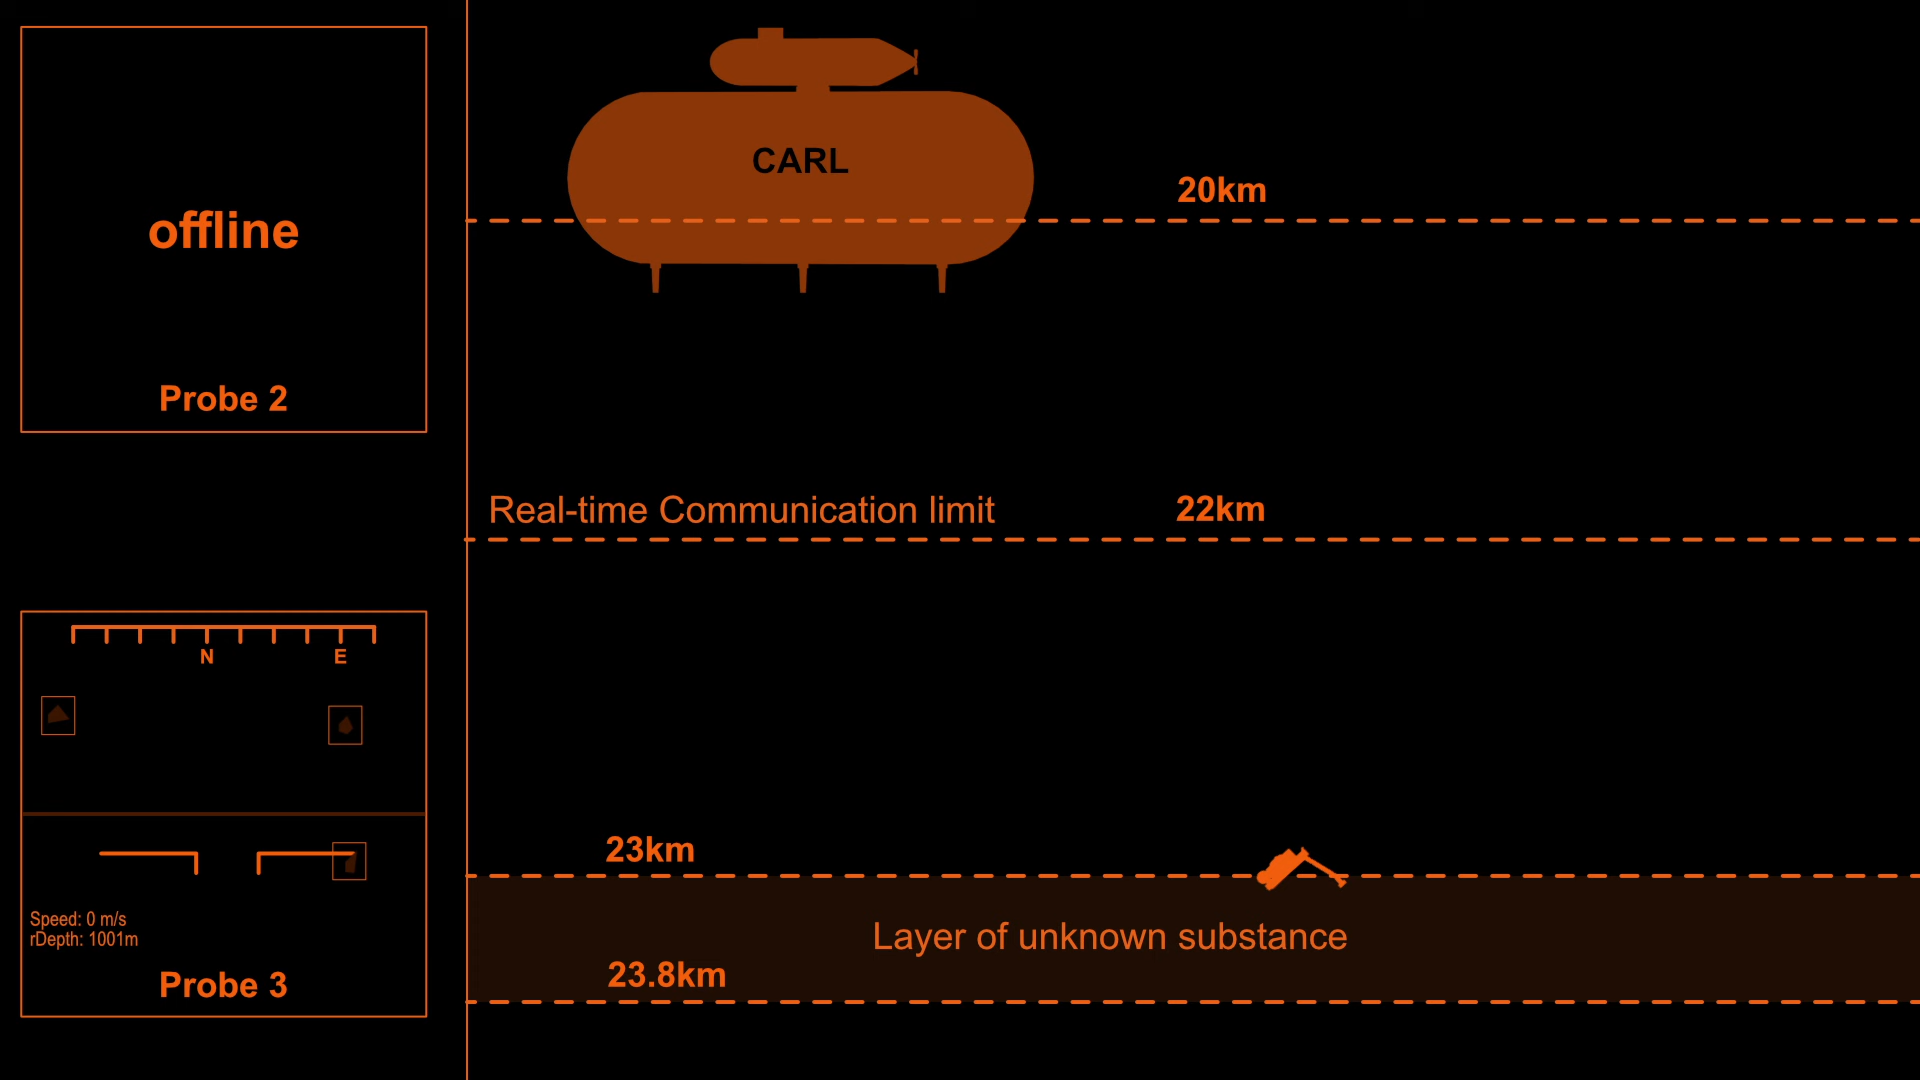 offline
Probe 2
CARL
20km
Real-time Communication limit
22km
N E
Speed: 0 m/s
rDepth: 1001m
Probe 3
23km
Layer of unknown substance
23.8km